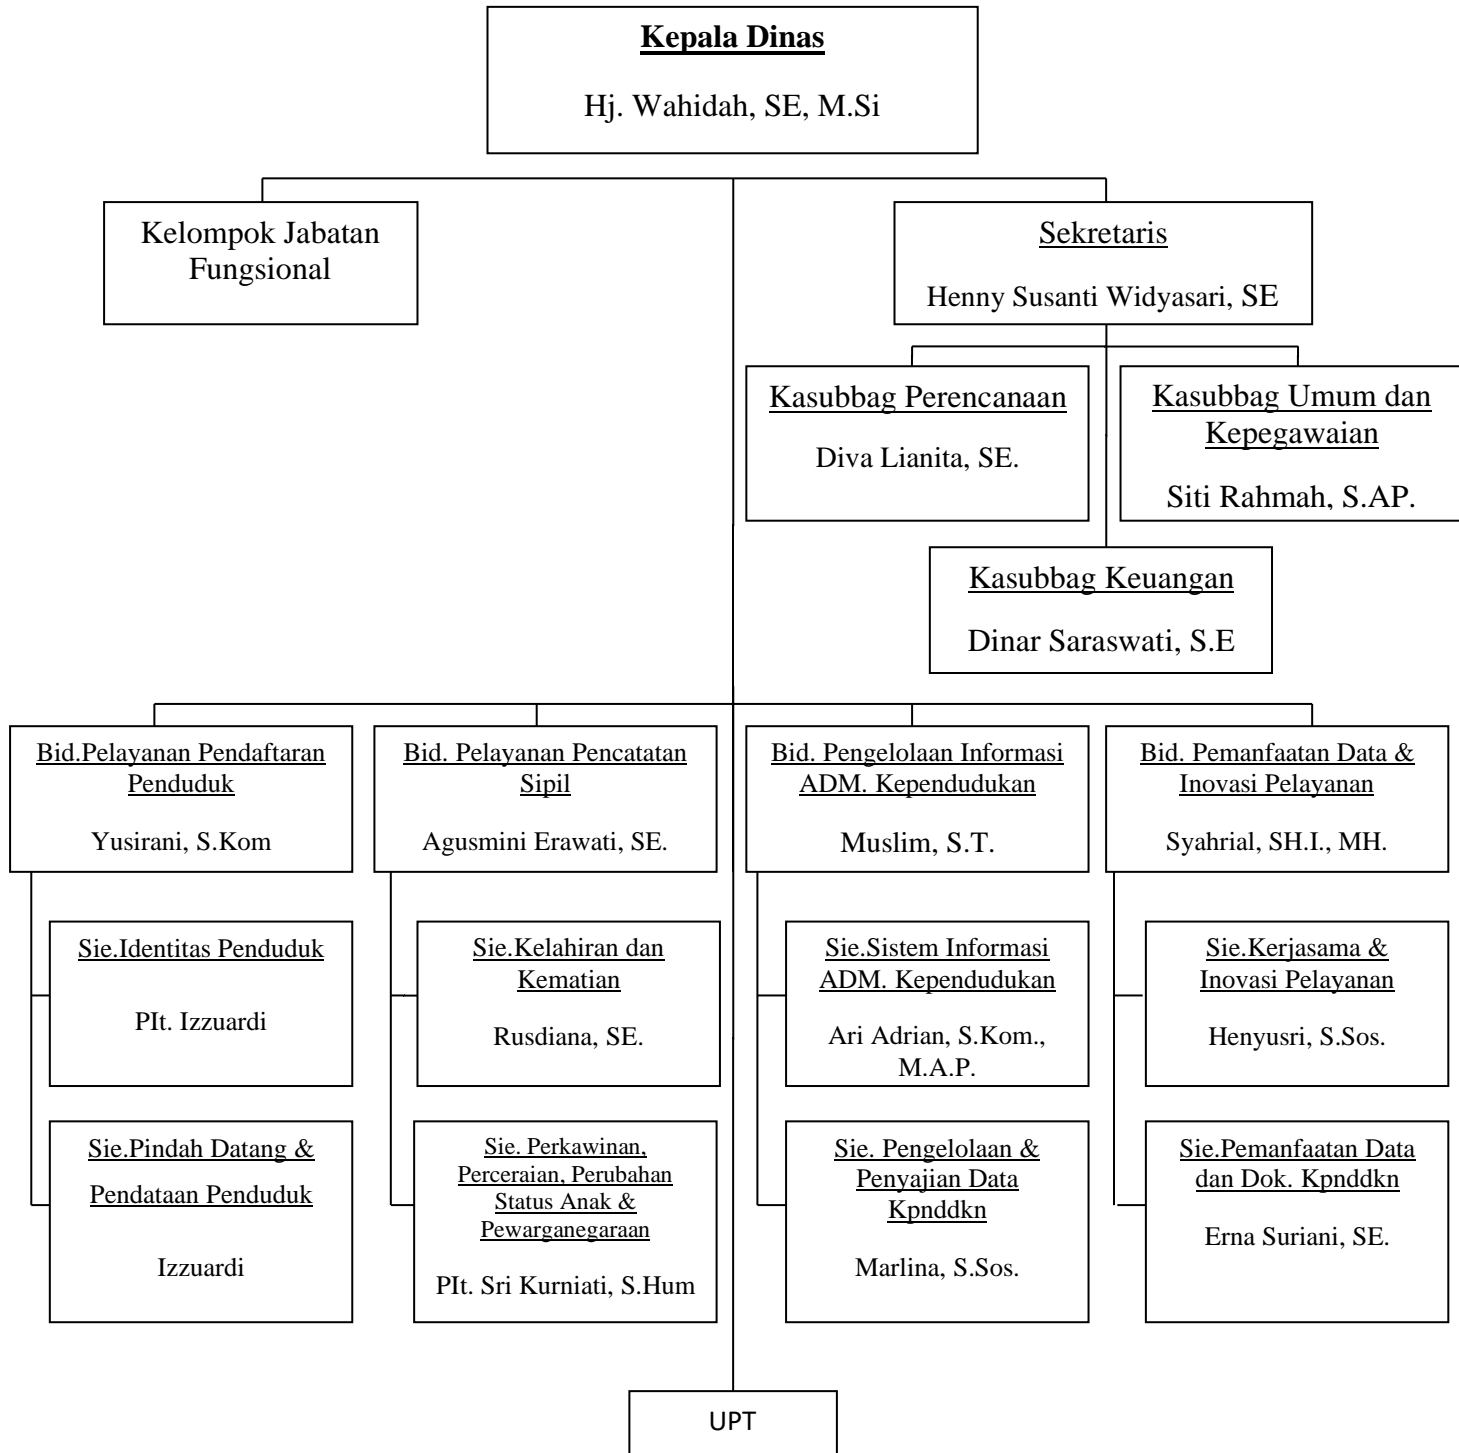 Kepala Dinas
Hj. Wahidah, SE, M.Si
Kelompok Jabatan
Fungsional
Sekretaris
Henny Susanti Widyasari, SE
Kasubbag Perencanaan
Diva Lianita, SE.
Kasubbag Umum dan
Kepegawaian
Siti Rahmah, S.AP.
Kasubbag Keuangan
Dinar Saraswati, S.E
Bid.Pelayanan Pendaftaran
Penduduk
Yusirani, S.Kom
Bid. Pelayanan Pencatatan
Sipil
Agusmini Erawati, SE.
Bid. Pengelolaan Informasi
ADM. Kependudukan
Muslim, S.T.
Bid. Pemanfaatan Data &
Inovasi Pelayanan
Syahrial, SH.I., MH.
Sie.Identitas Penduduk
PIt. Izzuardi
Sie.Kelahiran dan
Kematian
Rusdiana, SE.
Sie.Sistem Informasi
ADM. Kependudukan
Ari Adrian, S.Kom.,
M.A.P.
Sie.Kerjasama &
Inovasi Pelayanan
Henyusri, S.Sos.
Sie.Pindah Datang &
Pendataan Penduduk
Izzuardi
Sie. Perkawinan,
Perceraian, Perubahan
Status Anak &
Pewarganegaraan
PIt. Sri Kurniati, S.Hum
Sie. Pengelolaan &
Penyajian Data
Kpnddkn
Marlina, S.Sos.
Sie.Pemanfaatan Data
dan Dok. Kpnddkn
Erna Suriani, SE.
UPT